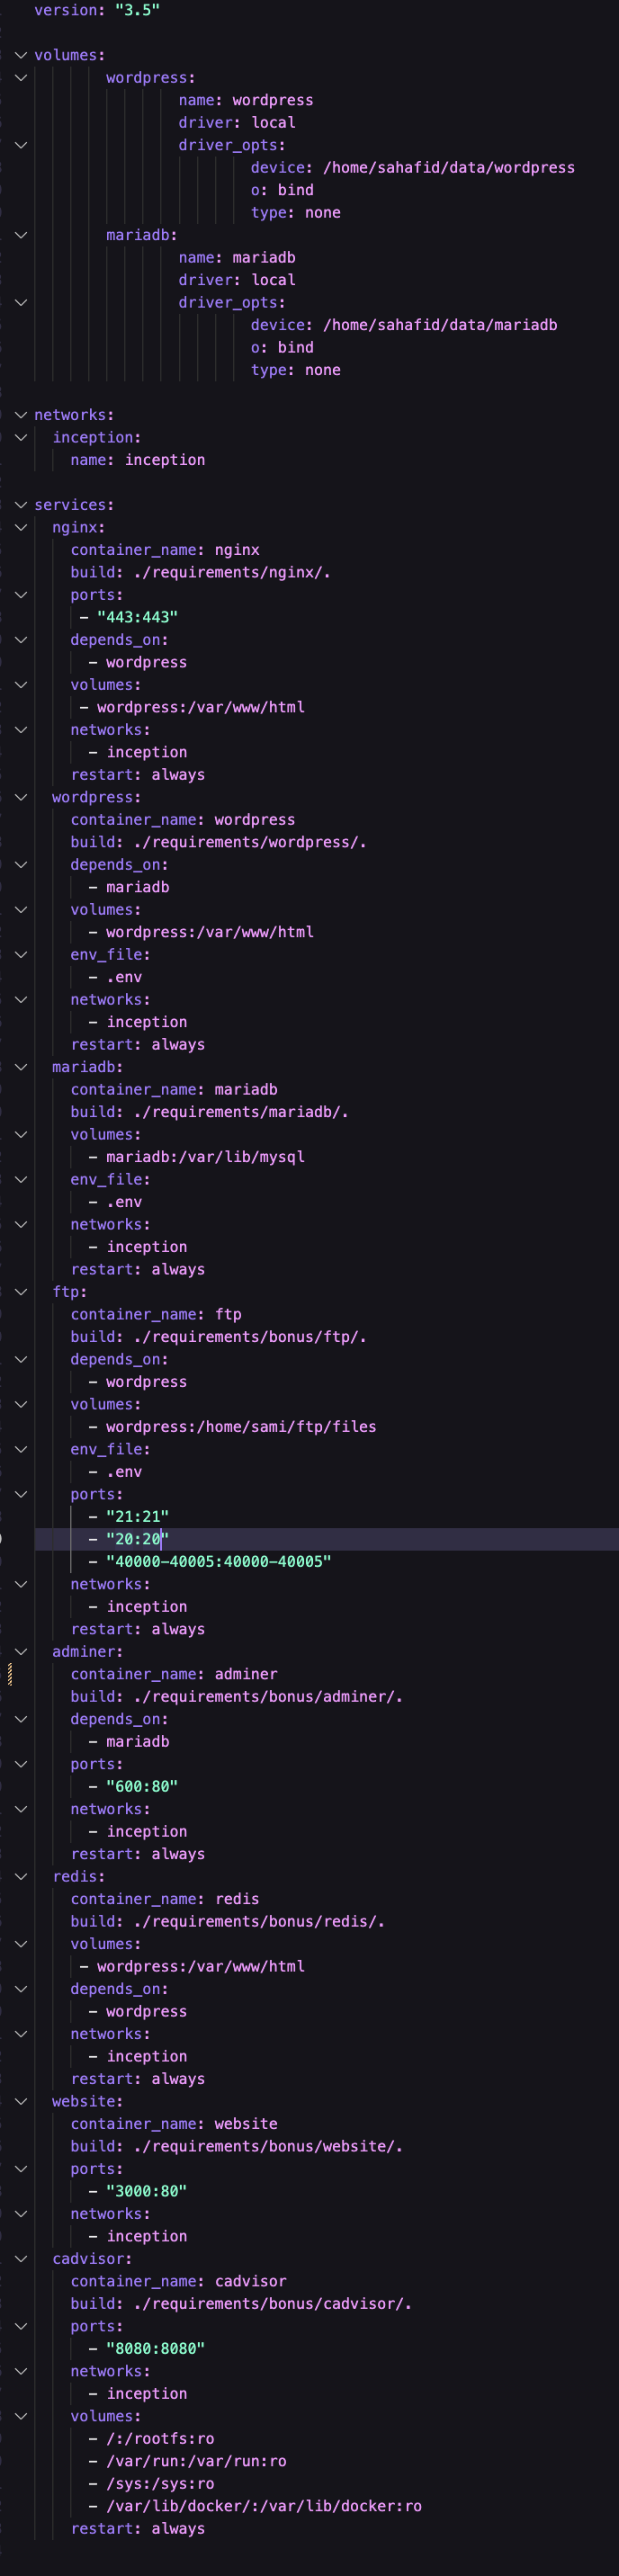 version: "3.5"
volumes:
wordpress:
name: wordpress
driver: local
driver_opts:
device: /home/sahafid/data/wordpress
o: bind
type: none
mariadb:
name: mariadb
driver: local
driver_opts:
device: /home/sahafid/data/mariadb
o: bind
type: none
networks:
inception:
name: inception
services:
nginx:
container_name: nginx
build: ./requirements/nginx/.
ports:
- "443:443"
depends_on:
- wordpress
volumes:
- wordpress:/var/www/html
networks:
- inception
restart: always
wordpress:
container_name: wordpress
build: ./requirements/wordpress/.
depends_on:
- mariadb
volumes:
- wordpress:/var/www/html
env_file:
- .env
networks:
- inception
restart: always
mariadb:
container_name: mariadb
build: ./requirements/mariadb/.
volumes:
- mariadb:/var/lib/mysql
env_file:
- .env
networks:
- inception
restart: always
ftp:
container_name: ftp
build: ./requirements/bonus/ftp/.
depends_on:
- wordpress
volumes:
- wordpress:/home/sami/ftp/files
env_file:
- .env
ports:
- "21:21"
- "20:20"
- "40000-40005:40000-40005"
networks:
- inception
restart: always
adminer:
container_name: adminer
build: ./requirements/bonus/adminer/.
depends_on:
- mariadb
ports:
- "600:80"
networks:
- inception
restart: always
redis:
container_name: redis
build: ./requirements/bonus/redis/.
volumes:
- wordpress:/var/www/html
depends_on:
- wordpress
networks:
- inception
restart: always
website:
container_name: website
build: ./requirements/bonus/website/.
ports:
- "3000:80"
networks:
- inception
cadvisor:
container_name: cadvisor
build: ./requirements/bonus/cadvisor/.
ports:
- "8080:8080"
networks:
- inception
volumes:
- /:/rootfs:ro
- /var/run:/var/run:ro
- /sys:/sys:ro
- /var/lib/docker/:/var/lib/docker:ro
restart: always